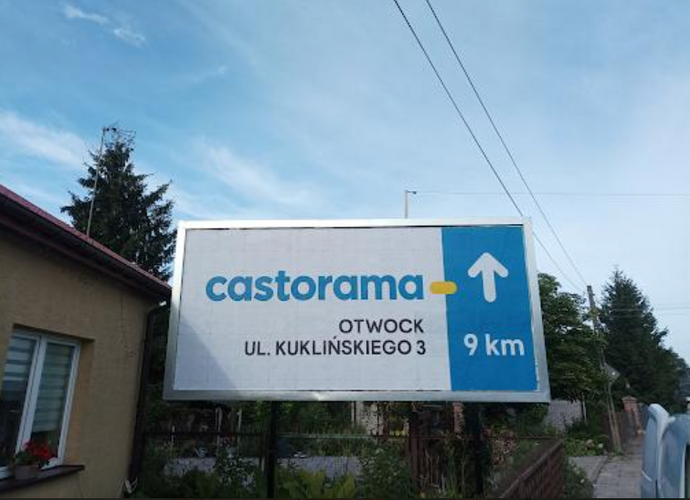 castorama
OTWOCK
UL. KUKLIŃSKIEGO 3
9 km